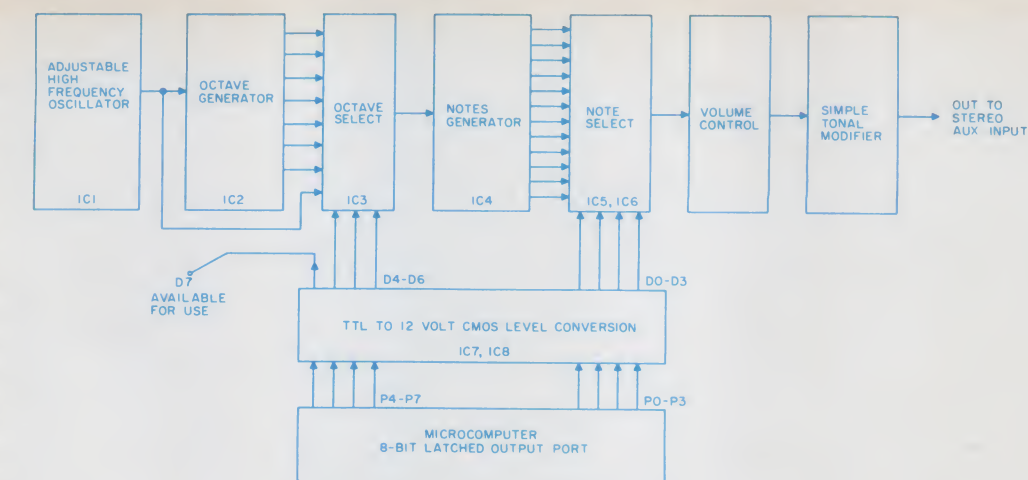 ADJUSTABLE
HIGH
FREQUENCY
OSCILLATOR
IC1
OCTAVE
GENERATOR
IC2
OCTAVE
SELECT
IC3
NOTES
GENERATOR
IC4
NOTE
SELECT
IC5, IC6
VOLUME
CONTROL
SIMPLE
TONAL
MODIFIER
OUT TO
STEREO
AUX INPUT
D7
AVAILABLE
FOR USE
D4-D6
D0-D3
TTL TO 12 VOLT CMOS LEVEL CONVERSION
IC7, IC8
P4-P7
P0-P3
MICROCOMPUTER
8-BIT LATCHED OUTPUT PORT